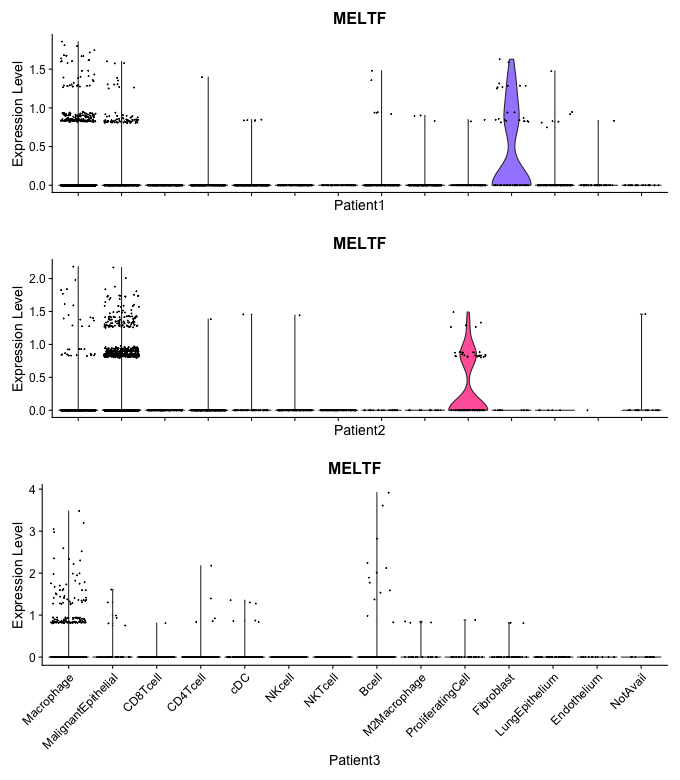 MELTF
Expression Level
1.5
1.0
0.5
0.0
Patient1
MELTF
Expression Level
2.0
1.5
1.0
0.5
0.0
Patient2
MELTF
Expression Level
4
3
2
1
0
Macrophage
MalignantEpithelial
CD8Tcell
CD4Tcell
cDC
NKcell
NKTcell
Bcell
M2Macrophage
ProliferatingCell
Fibroblast
LungEpithelium
Endothelium
NotAvail
Patient3